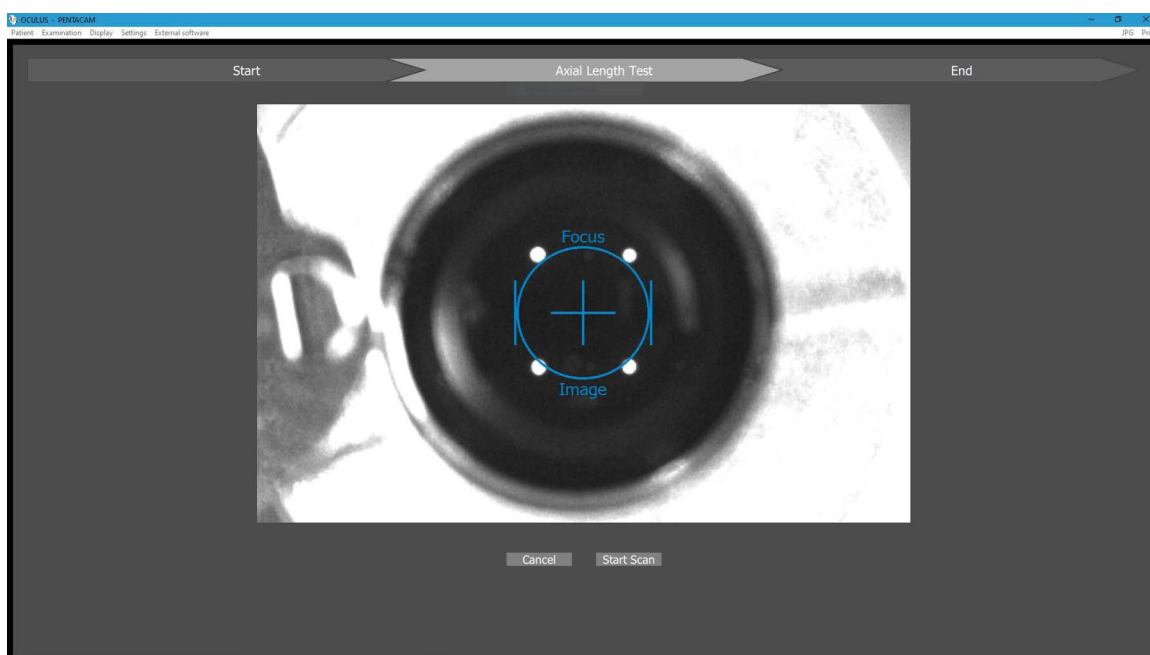 OCULUS - PENTACAM
Patient Examination Display Settings External software JPG Pri
Start Axial Length Test End
Focus
Image
Cancel Start Scan